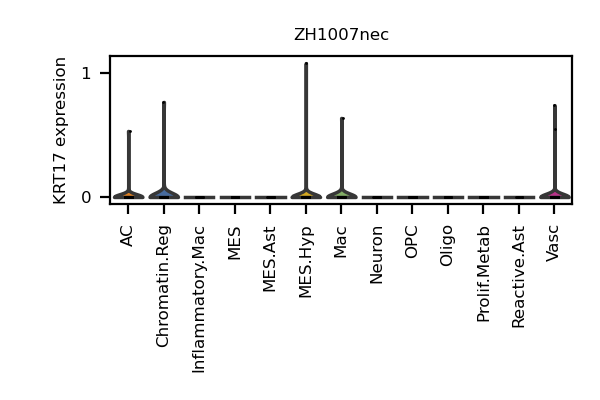 ZH1007nec
KRT17 expression
1
0
AC
Chromatin.Reg
Inflammatory.Mac
MES
MES.Ast
MES.Hyp
Mac
Neuron
OPC
Oligo
Prolif.Metab
Reactive.Ast
Vasc